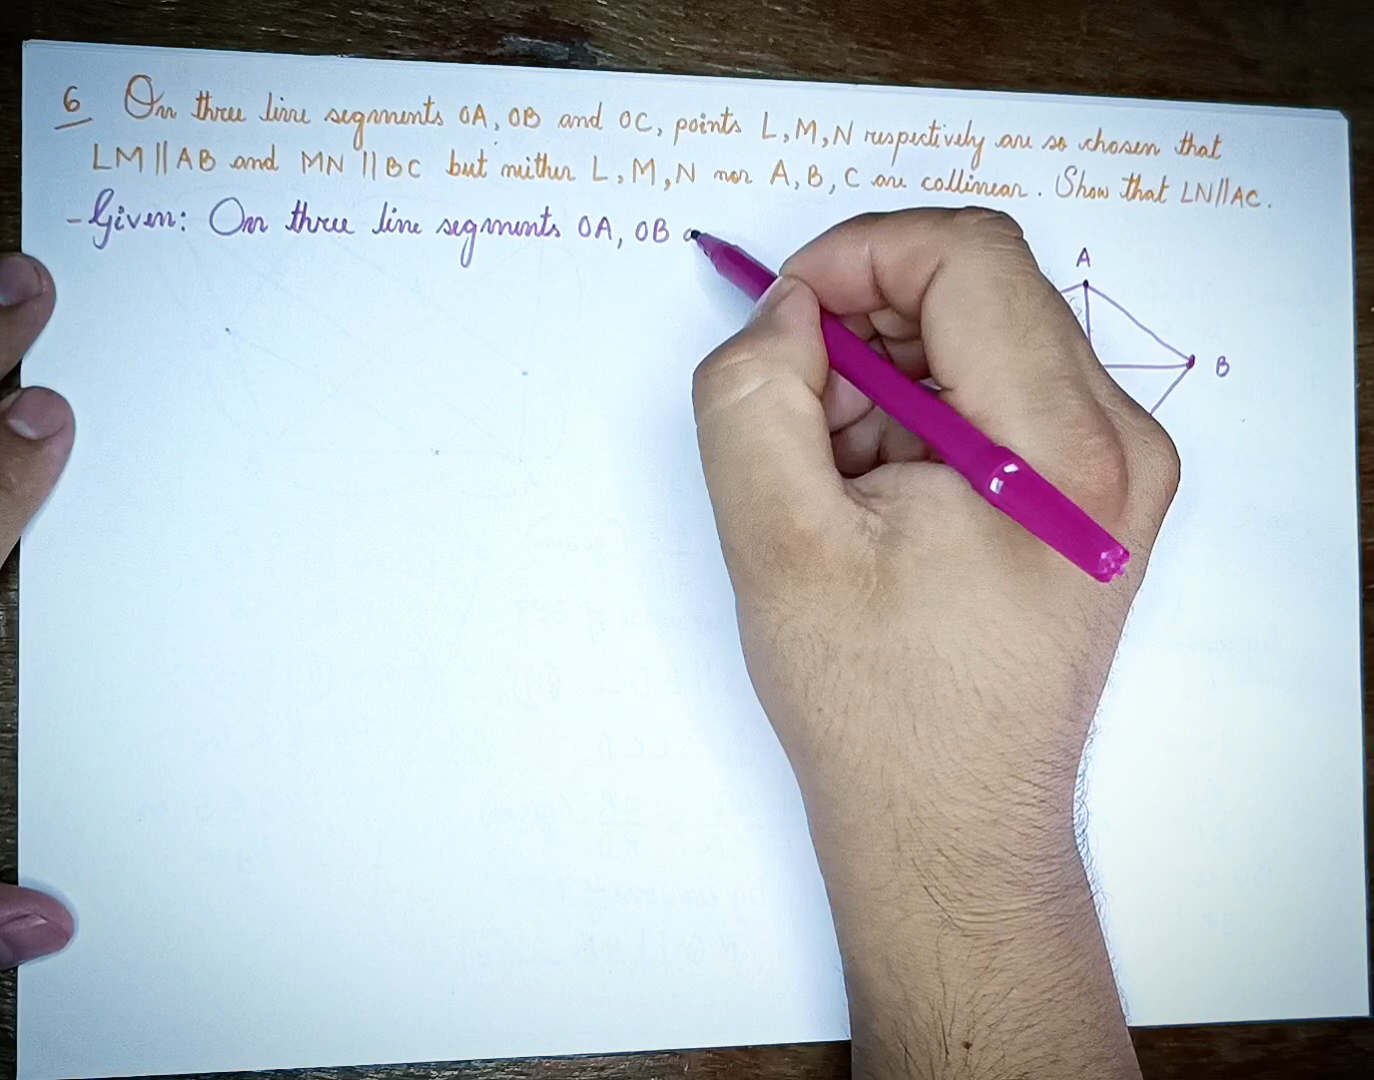 6 On three line segments OA, OB and OC, points L, M, N respectively are so chosen that
LM || AB and MN || BC but neither L, M, N nor A, B, C are collinear. Show that LN||AC.
- Given: On three line segments OA, OB
A
B